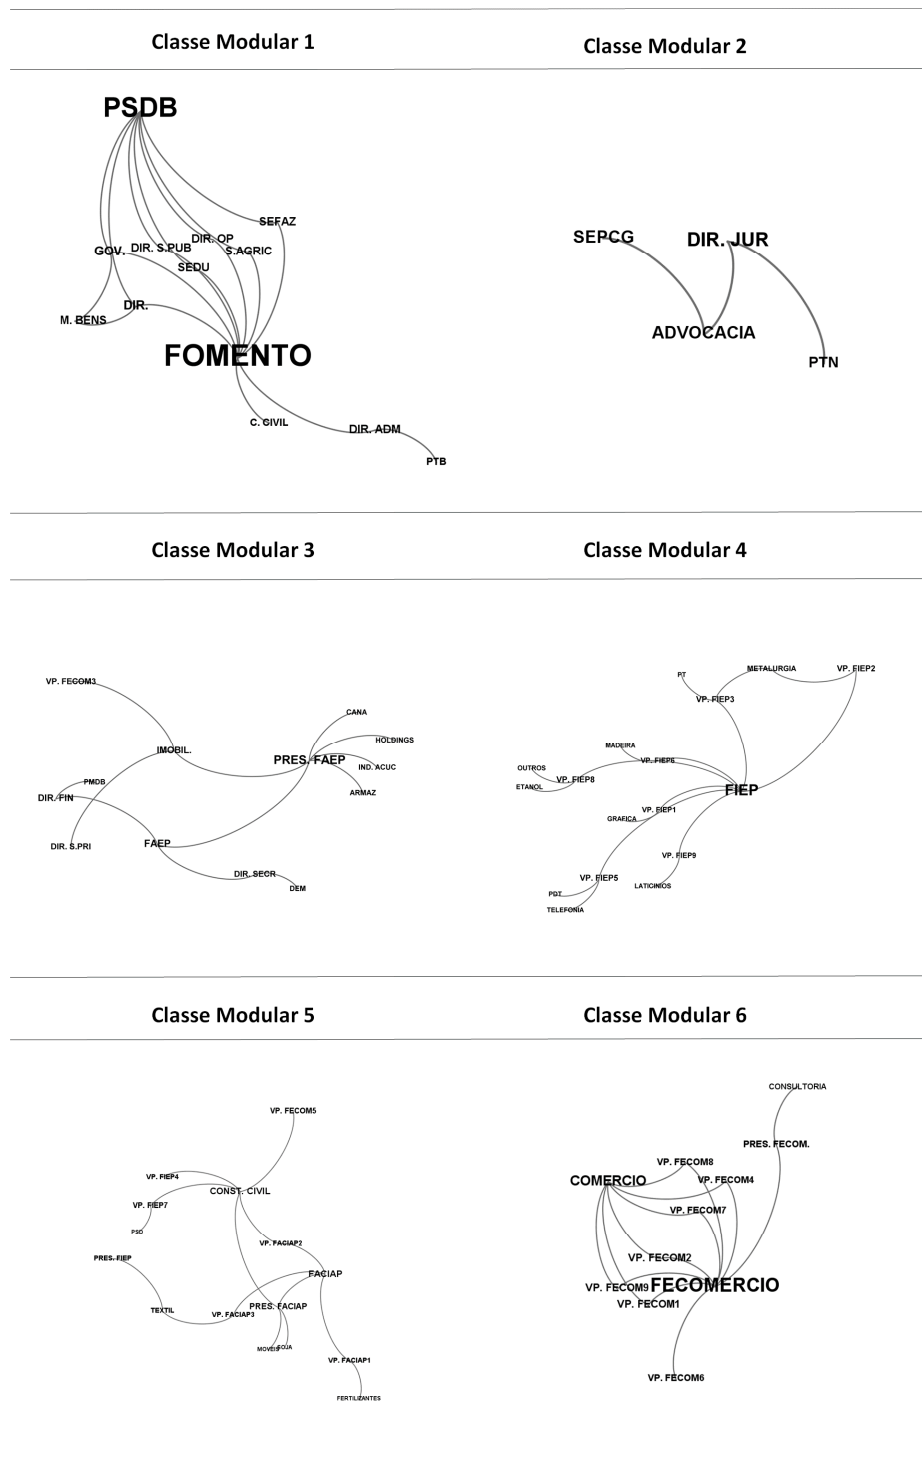 Classe Modular 1
Classe Modular 2
PSDB
SEFAZ
DIR. OP
GOV.
DIR. S.PUB
S.AGRIC
SEDU
DIR.
M. BENS
FOMENTO
C. CIVIL
DIR. ADM
PTB
SEPCG
DIR. JUR
ADVOCACIA
PTN
Classe Modular 3
Classe Modular 4
VP. FECOM3
CANA
HOLDINGS
IMOBIL.
PRES. FAEP
IND. ACUC
PMDB
ARMAZ
DIR. FIN
FAEP
DIR. S.PRI
DIR. SECR
DEM
PT
METALURGIA
VP. FIEP2
VP. FIEP3
MADEIRA
VP. FIEP6
OUTROS
VP. FIEP8
ETANOL
FIEP
VP. FIEP1
GRAFICA
VP. FIEP9
VP. FIEP5
LATICINIOS
PDT
TELEFONIA
Classe Modular 5
Classe Modular 6
VP. FECOM5
VP. FIEP4
CONST. CIVIL
VP. FIEP7
PSD
VP. FACIAP2
PRES. FIEP
FACIAP
TEXTIL
VP. FACIAP3
PRES. FACIAP
MOVEIS
SOJA
VP. FACIAP1
FERTILIZANTES
CONSULTORIA
PRES. FECOM.
VP. FECOM8
COMERCIO
VP. FECOM4
VP. FECOM7
VP. FECOM2
VP. FECOM9
FECOMERCIO
VP. FECOM1
VP. FECOM6